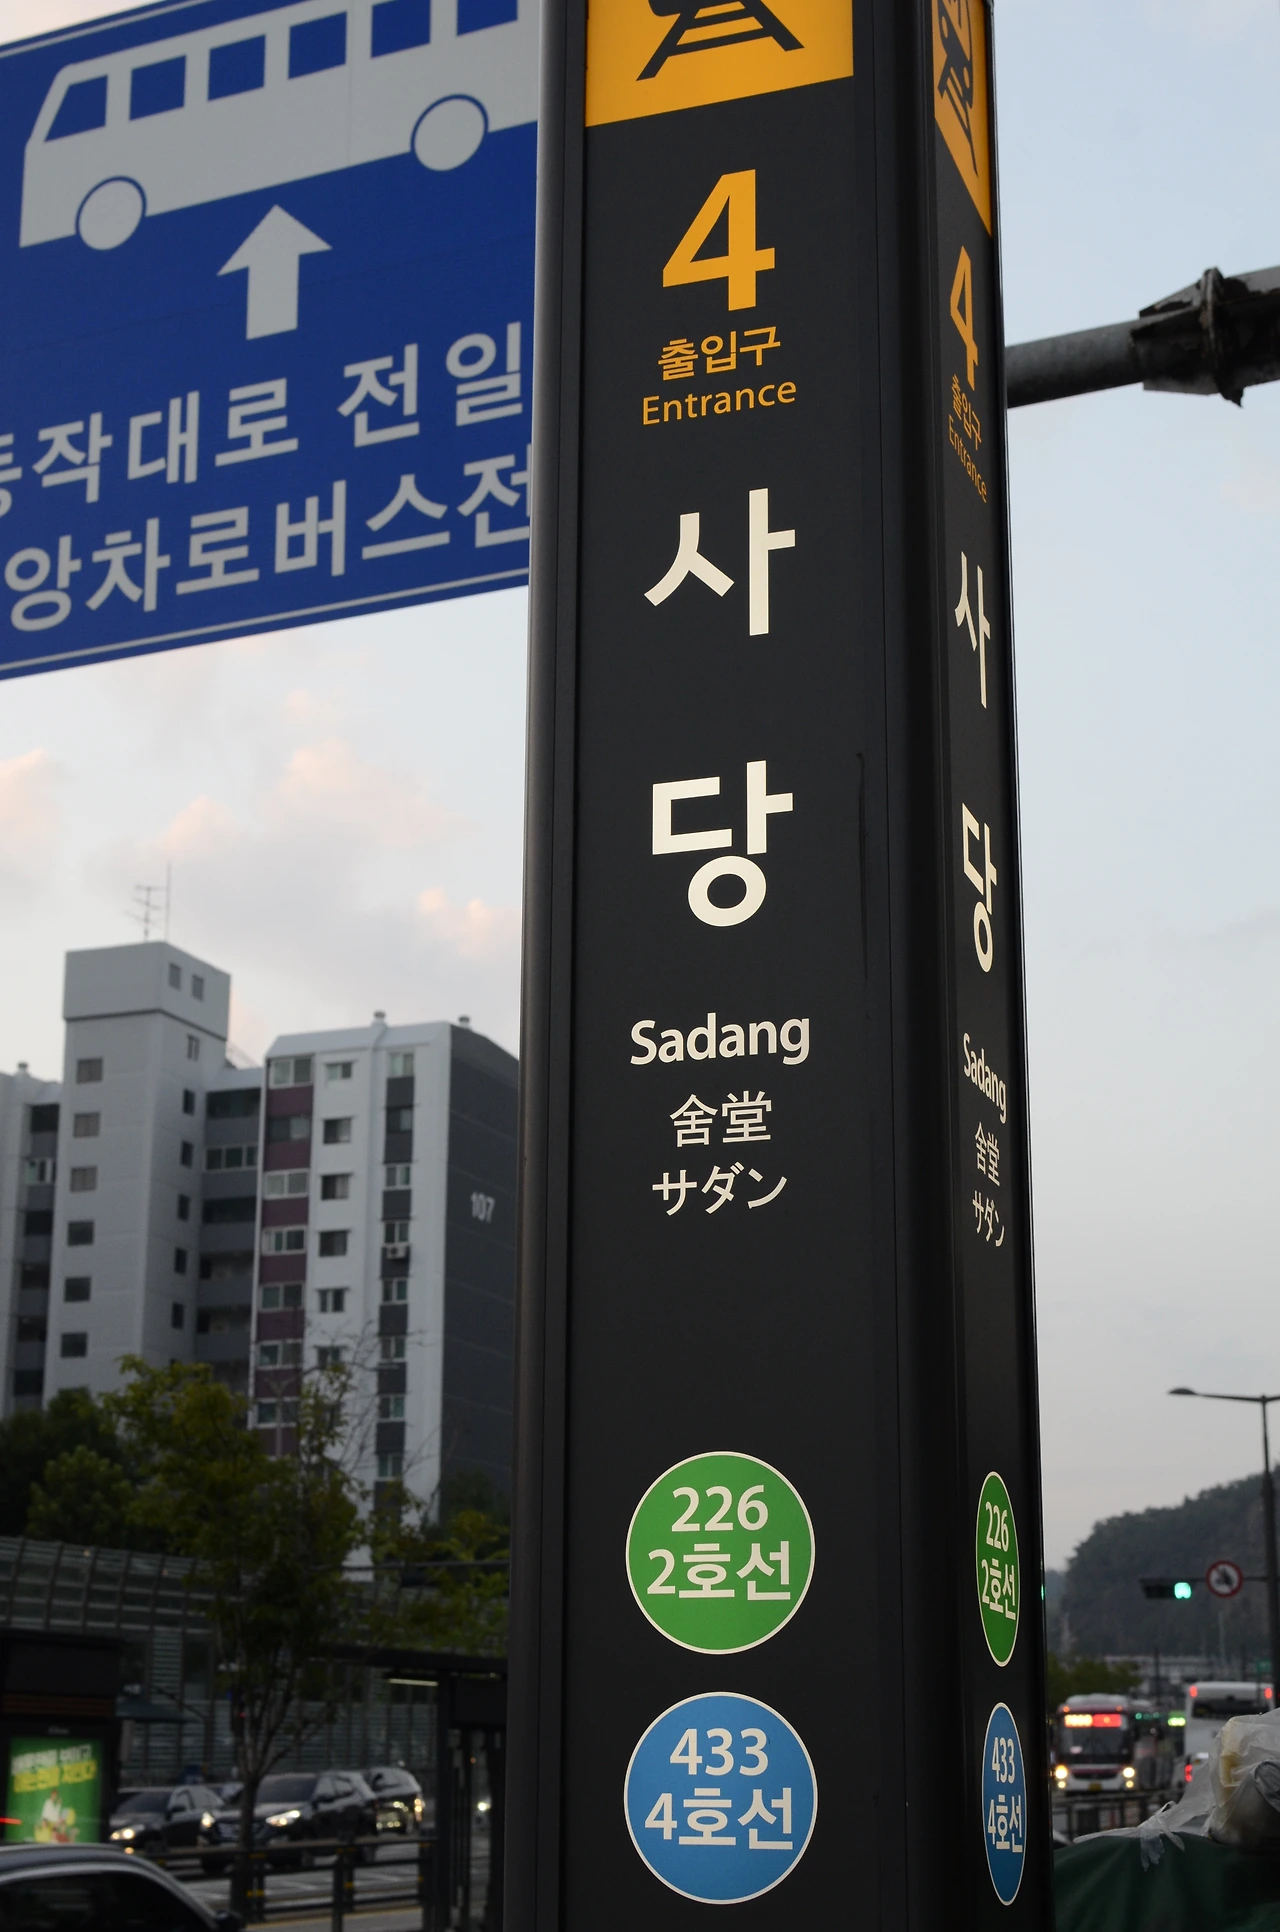 동작대로 전일
앙차로버스전
4
출입구
Entrance
사
당
Sadang
舍堂
サダン
226
2호선
433
4호선
4
출입구
Entrance
사
당
Sadang
舍堂
サダン
226
2호선
433
4호선
107